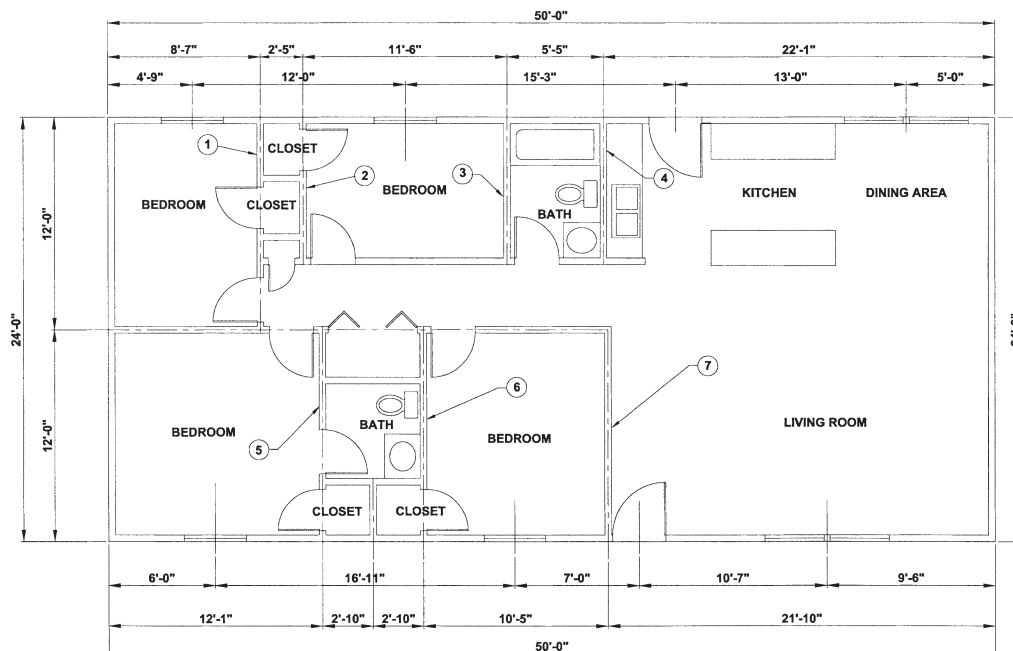 50'-0"
8'-7" 2'-5" 11'-6" 5'-5" 22'-1"
4'-9" 12'-0" 15'-3" 13'-0" 5'-0"
1 CLOSET
2 3 4
BEDROOM KITCHEN DINING AREA
BEDROOM CLOSET
BATH
12'-0"
24'-0"
7
6
12'-0"
BATH
BEDROOM BEDROOM LIVING ROOM
5
CLOSET CLOSET
6'-0" 16'-11" 7'-0" 10'-7" 9'-6"
12'-1" 2'-10" 2'-10" 10'-5" 21'-10"
50'-0"